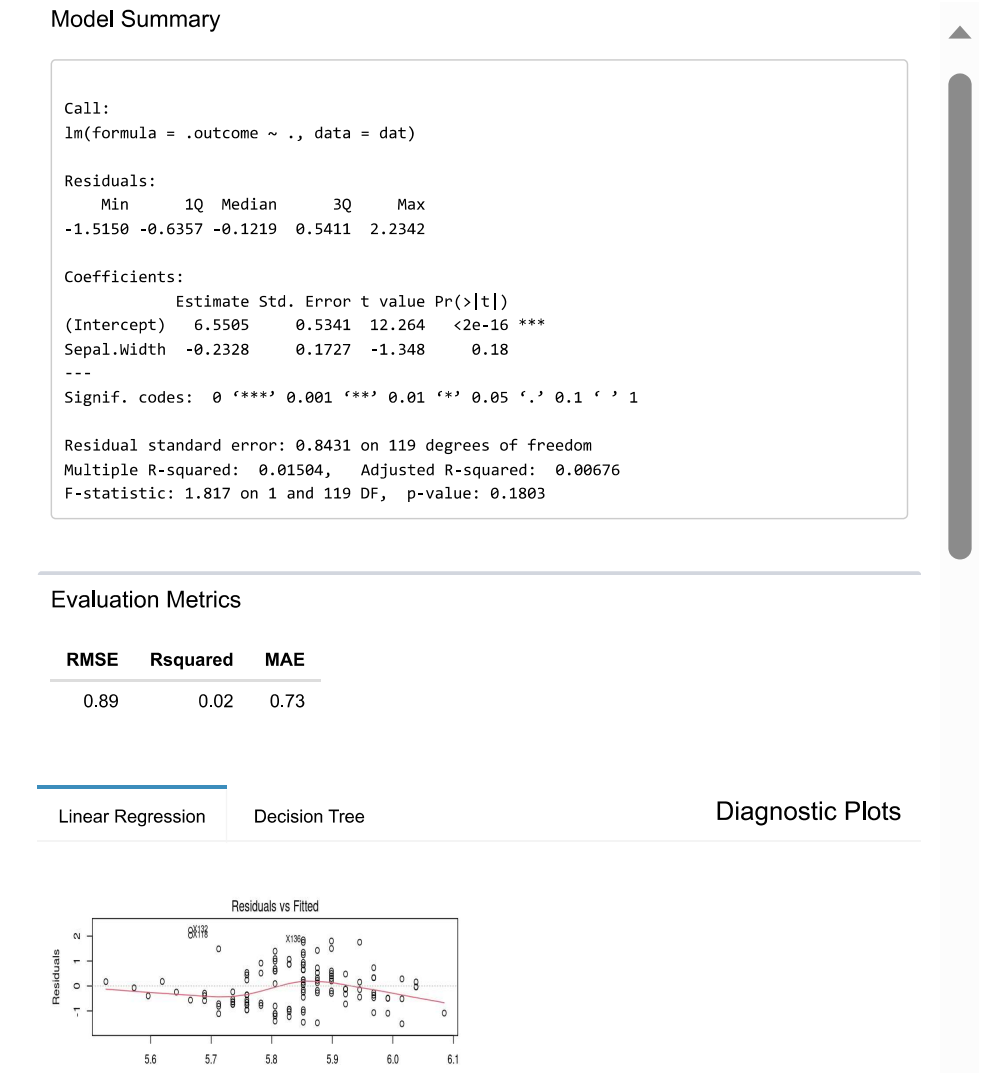 Model Summary
Call:
lm(formula = .outcome ~ ., data = dat)
Residuals:
    Min      1Q  Median      3Q     Max
-1.5150 -0.6357 -0.1219  0.5411  2.2342
Coefficients:
            Estimate Std. Error t value Pr(>|t|)
(Intercept)   6.5505     0.5341  12.264   <2e-16 ***
Sepal.Width  -0.2328     0.1727  -1.348     0.18
---
Signif. codes:  0 ‘***’ 0.001 ‘**’ 0.01 ‘*’ 0.05 ‘.’ 0.1 ‘ ’ 1
Residual standard error: 0.8431 on 119 degrees of freedom
Multiple R-squared:  0.01504,   Adjusted R-squared:  0.00676
F-statistic: 1.817 on 1 and 119 DF,  p-value: 0.1803
Evaluation Metrics
RMSE Rsquared MAE
0.89 0.02 0.73
Linear Regression Decision Tree Diagnostic Plots
Residuals vs Fitted
X132
X118
X136
Residuals
2
1
0
-1
5.6 5.7 5.8 5.9 6.0 6.1